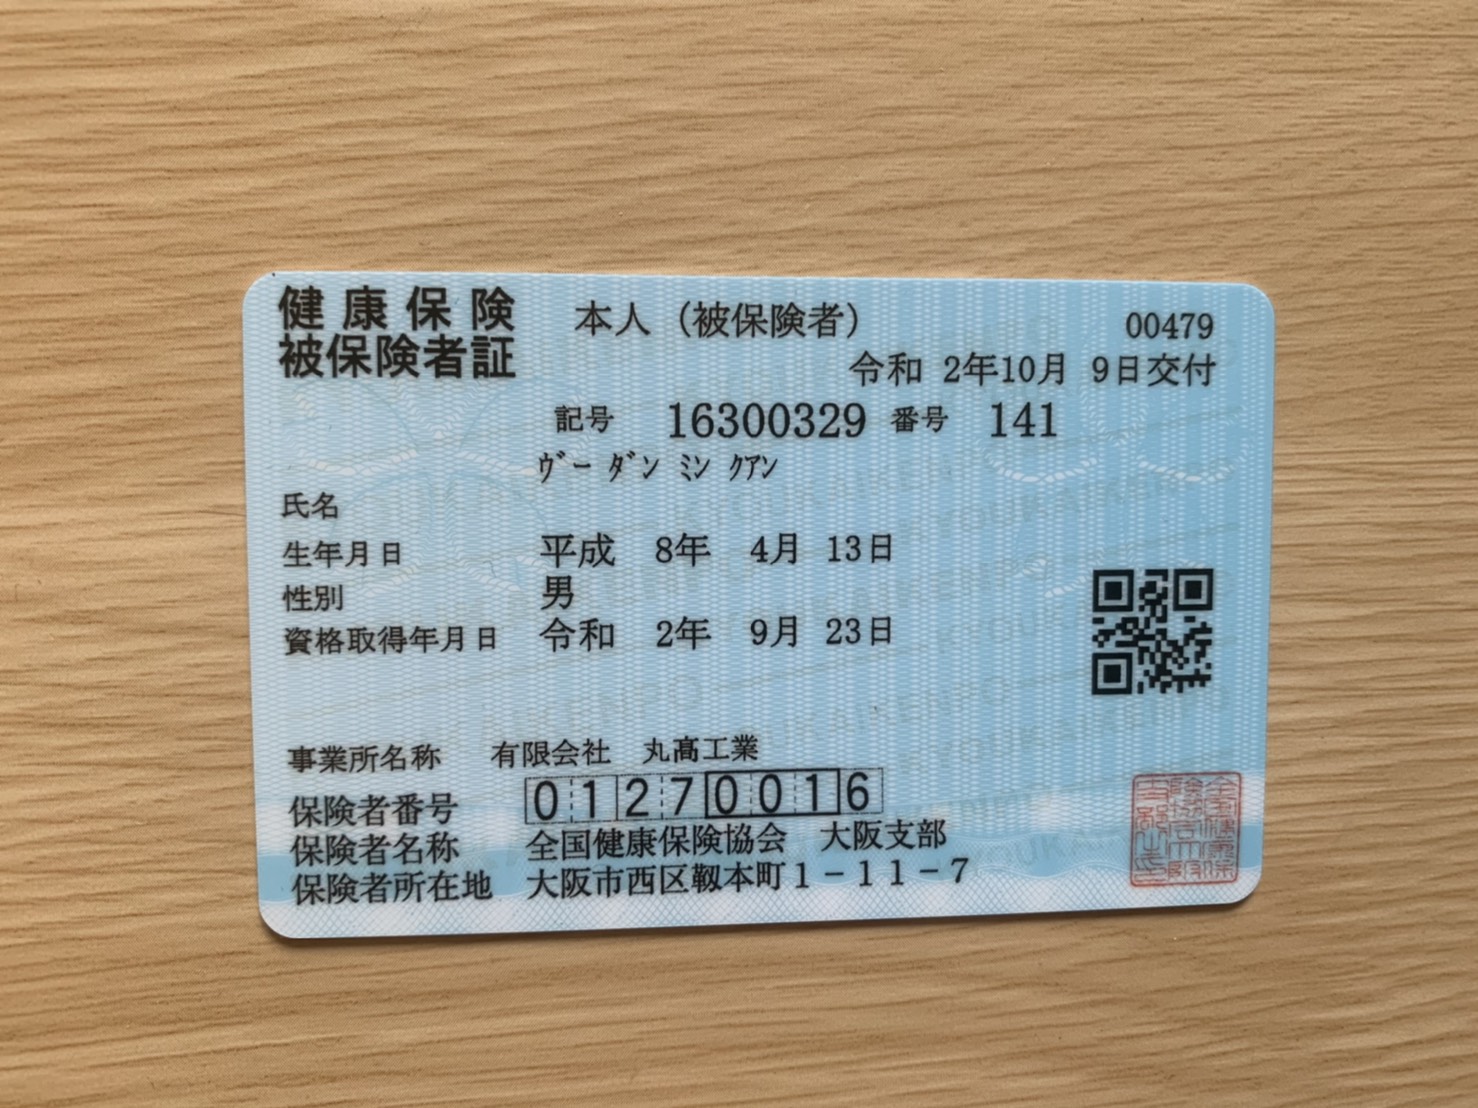 健康保険 本人（被保険者） 00479
被保険者証 令和 2年10月 9日交付
記号 16300329 番号 141
ｳﾞｰ ﾀﾞﾝ ﾐﾝ ｸｱﾝ
氏名
生年月日 平成 8年 4月 13日
性別 男
資格取得年月日 令和 2年 9月 23日
事業所名称 有限会社 丸髙工業
保険者番号 01270016
保険者名称 全国健康保険協会 大阪支部
保険者所在地 大阪市西区靱本町1-11-7